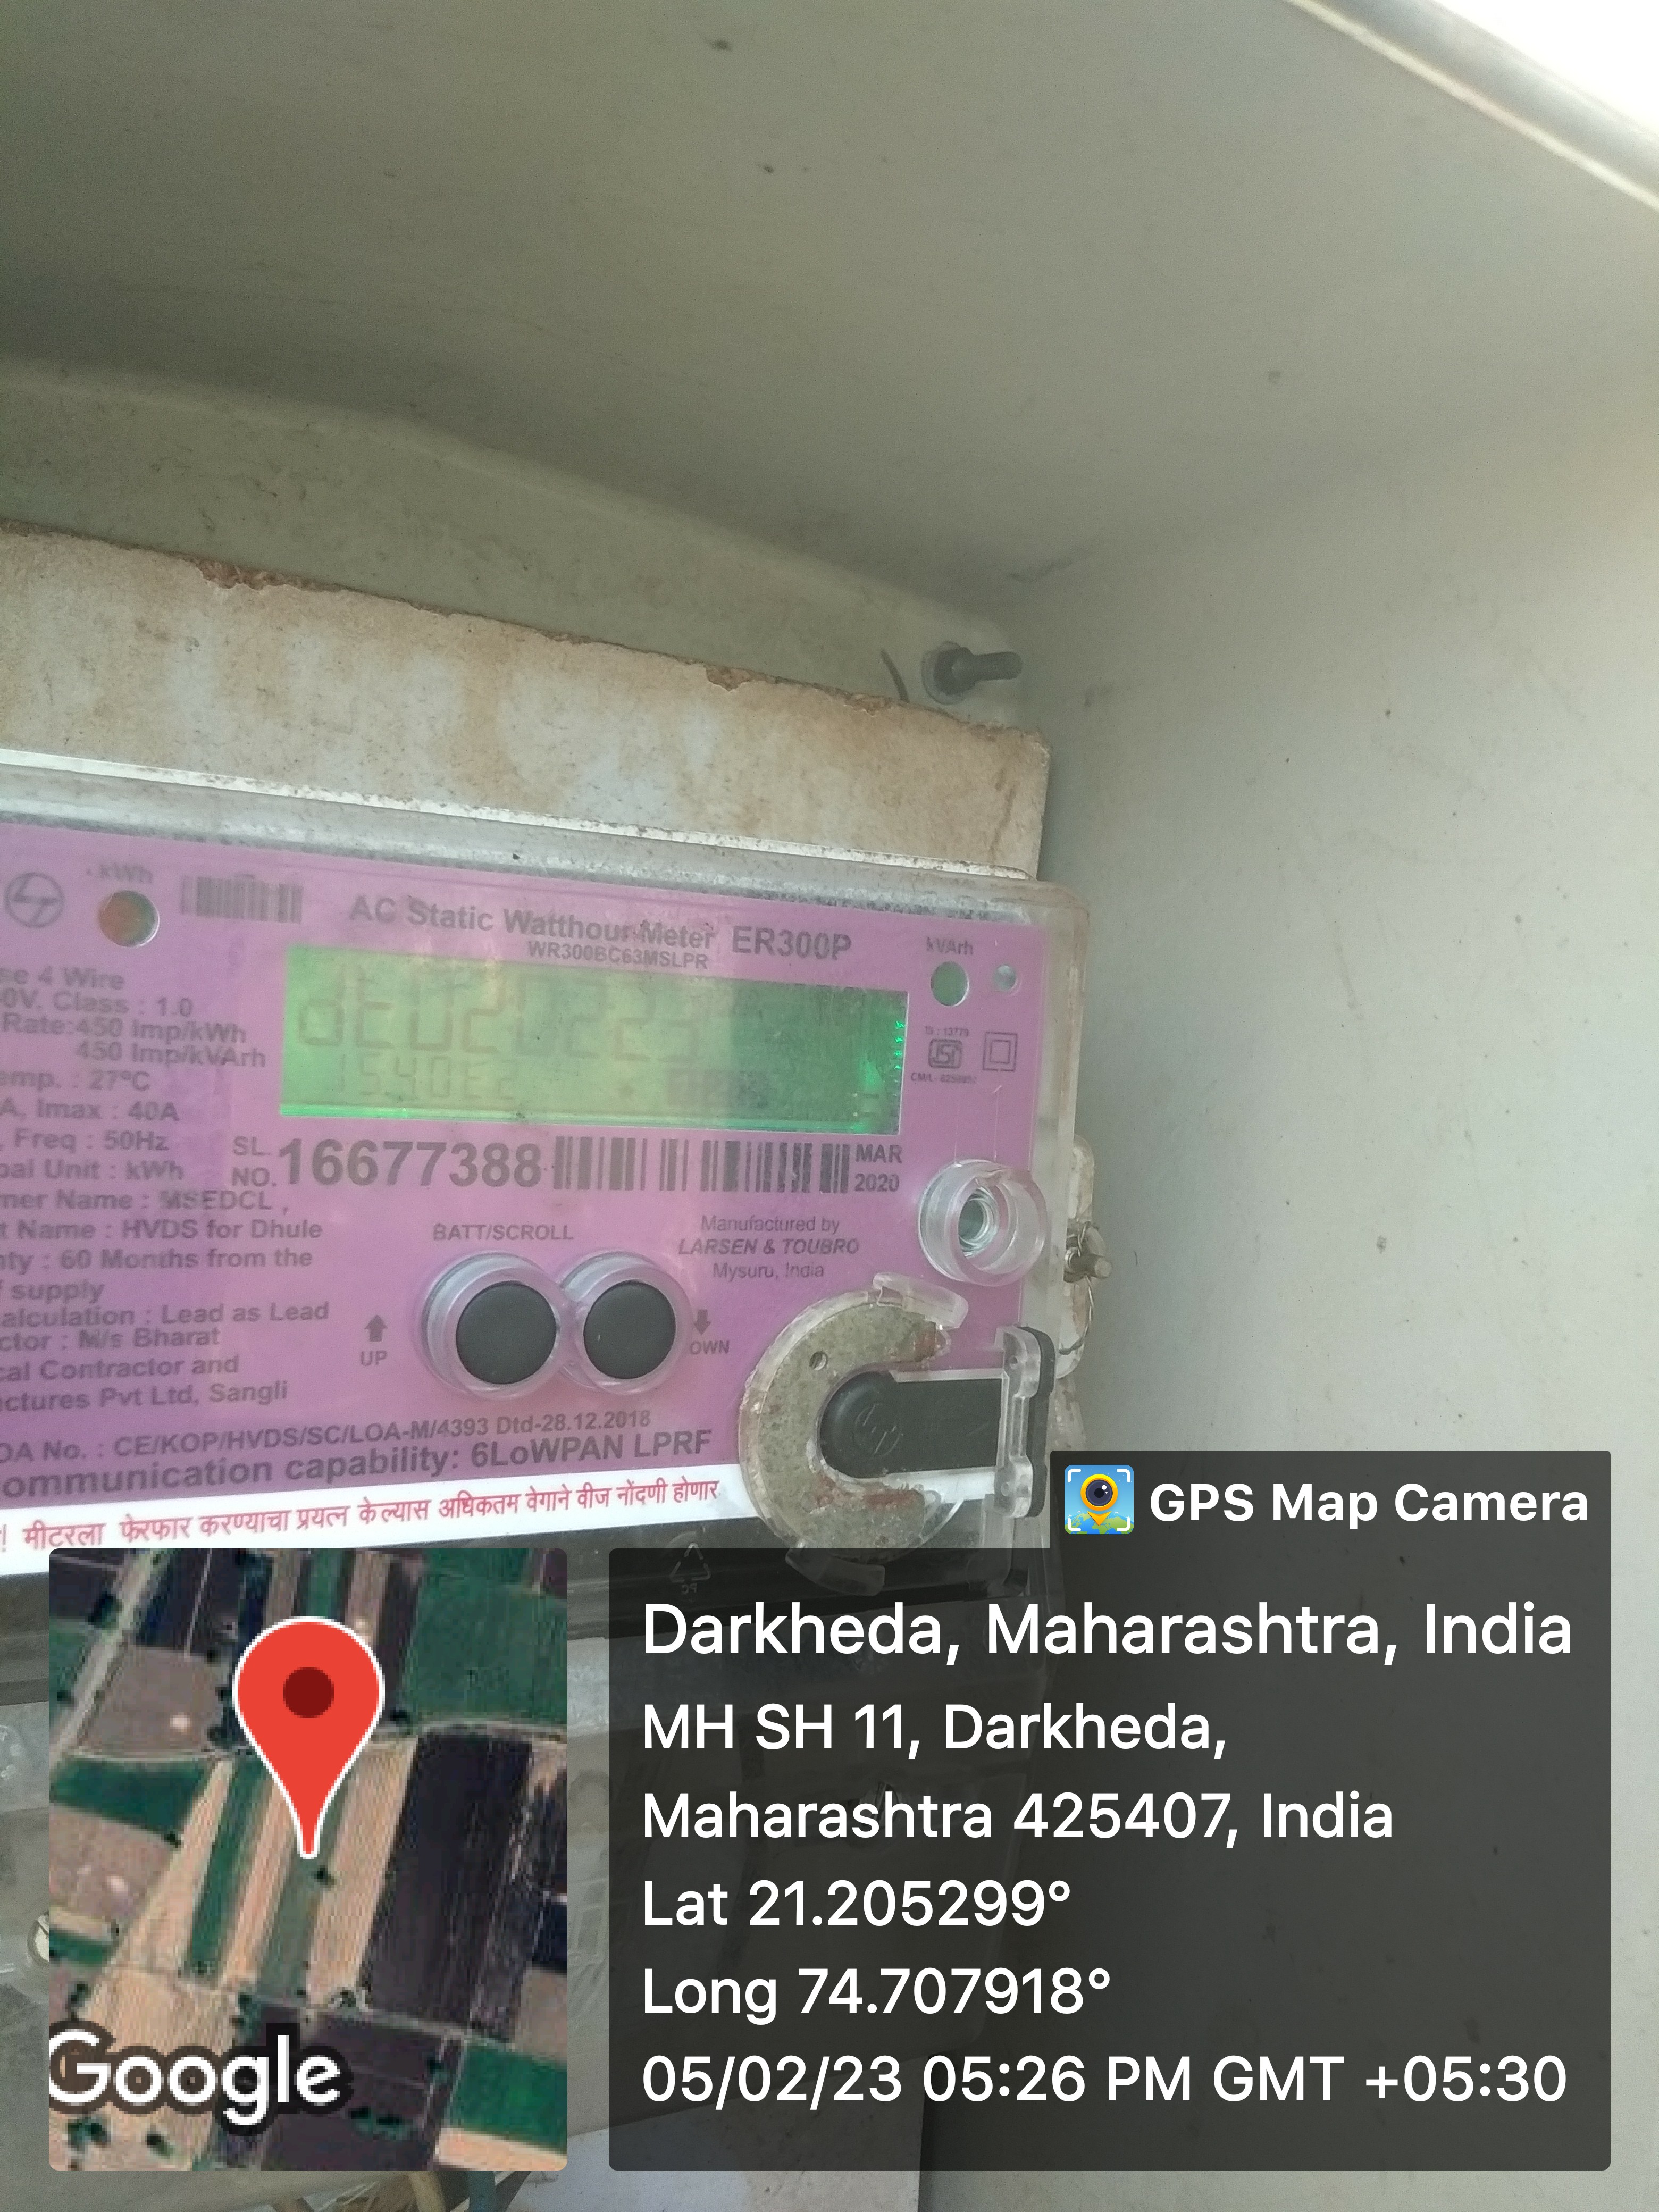 kWh
AC Static Watthour Meter ER300P
WR300BC63MSLPR
kVArh
se 4 Wire
0V. Class : 1.0
Rate:450 imp/kWh
450 Imp/kVArh
emp. : 27°C
A, Imax : 40A
Freq : 50Hz
pal Unit : kWh
SL. NO. 16677388
MAR 2020
mer Name : MSEDCL ,
t Name : HVDS for Dhule
nty : 60 Months from the
f supply
alculation : Lead as Lead
ctor : M/s Bharat
cal Contractor and
actures Pvt Ltd, Sangli
BATT/SCROLL
UP
OWN
Manufactured by
LARSEN & TOUBRO
Mysuru, India
OA No. : CE/KOP/HVDS/SC/LOA-M/4393 Dtd-28.12.2018
ommunication capability: 6LoWPAN LPRF
! मीटरला फेरफार करण्याचा प्रयत्न केल्यास अधिकतम वेगाने वीज नोंदणी होणार
GPS Map Camera
Darkheda, Maharashtra, India
MH SH 11, Darkheda,
Maharashtra 425407, India
Lat 21.205299°
Long 74.707918°
05/02/23 05:26 PM GMT +05:30
Google